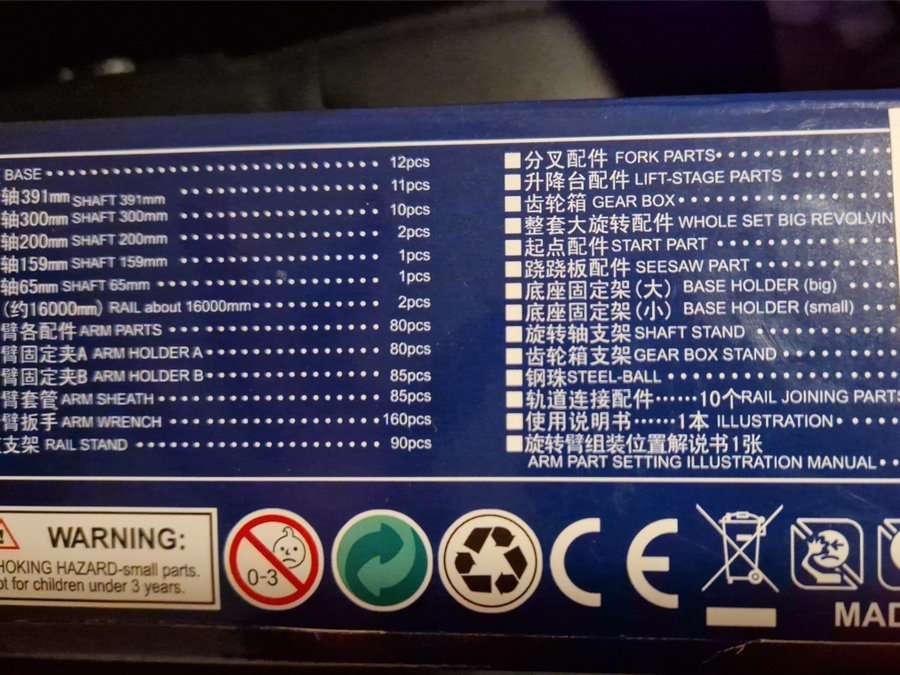 BASE ........ 12pcs
轴391mm SHAFT 391mm ........ 11pcs
轴300mm SHAFT 300mm ........ 10pcs
轴200mm SHAFT 200mm ........ 2pcs
轴159mm SHAFT 159mm ........ 1pcs
轴65mm SHAFT 65mm ........ 1pcs
(约16000mm) RAIL about 16000mm ........ 2pcs
臂各配件 ARM PARTS ........ 80pcs
臂固定夹A ARM HOLDER A ........ 80pcs
臂固定夹B ARM HOLDER B ........ 85pcs
臂套管 ARM SHEATH ........ 85pcs
臂扳手 ARM WRENCH ........ 160pcs
支架 RAIL STAND ........ 90pcs
分叉配件 FORK PARTS ........
升降台配件 LIFT-STAGE PARTS ........
齿轮箱 GEAR BOX ........
整套大旋转配件 WHOLE SET BIG REVOLVIN
起点配件 START PART ........
跷跷板配件 SEESAW PART ........
底座固定架(大) BASE HOLDER (big) ........
底座固定架(小) BASE HOLDER (small) ........
旋转轴支架 SHAFT STAND ........
齿轮箱支架 GEAR BOX STAND ........
钢珠 STEEL-BALL ........
轨道连接配件……10个 RAIL JOINING PARTS
使用说明书……1本 ILLUSTRATION ........
旋转臂组装位置解说书1张
ARM PART SETTING ILLUSTRATION MANUAL ..
WARNING:
HOKING HAZARD-small parts.
ot for children under 3 years.
0-3
CE
MAD